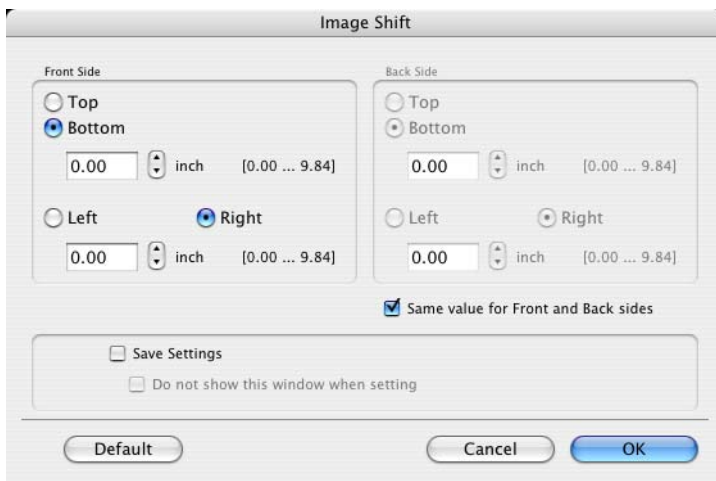 Image Shift
Front Side
Top
Bottom
0.00 inch [0.00 ... 9.84]
Left Right
0.00 inch [0.00 ... 9.84]
Back Side
Top
Bottom
0.00 inch [0.00 ... 9.84]
Left Right
0.00 inch [0.00 ... 9.84]
Same value for Front and Back sides
Save Settings
Do not show this window when setting
Default Cancel OK